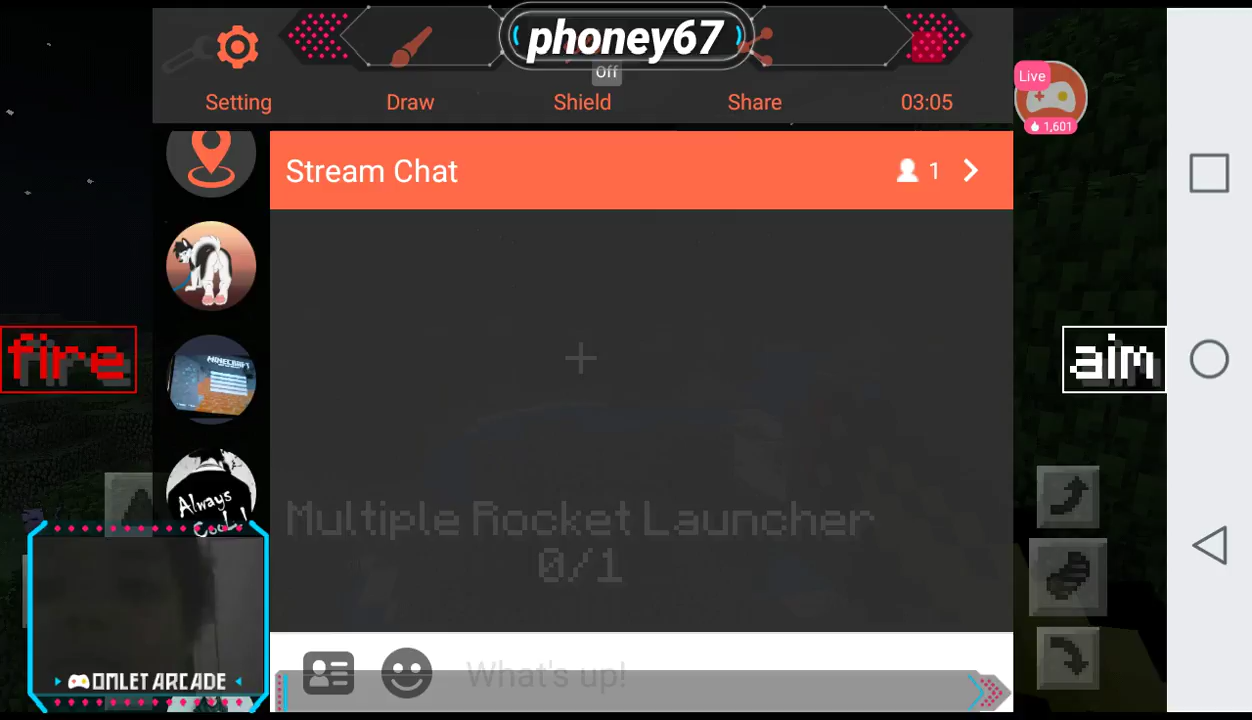 phoney67
Off
Setting
Draw
Shield
Share
03:05
Live
1,601
Stream Chat
1
MINECRAFT
fire
aim
Always
Cool!
Multiple Rocket Launcher
0/1
OMLET ARCADE
What's up!